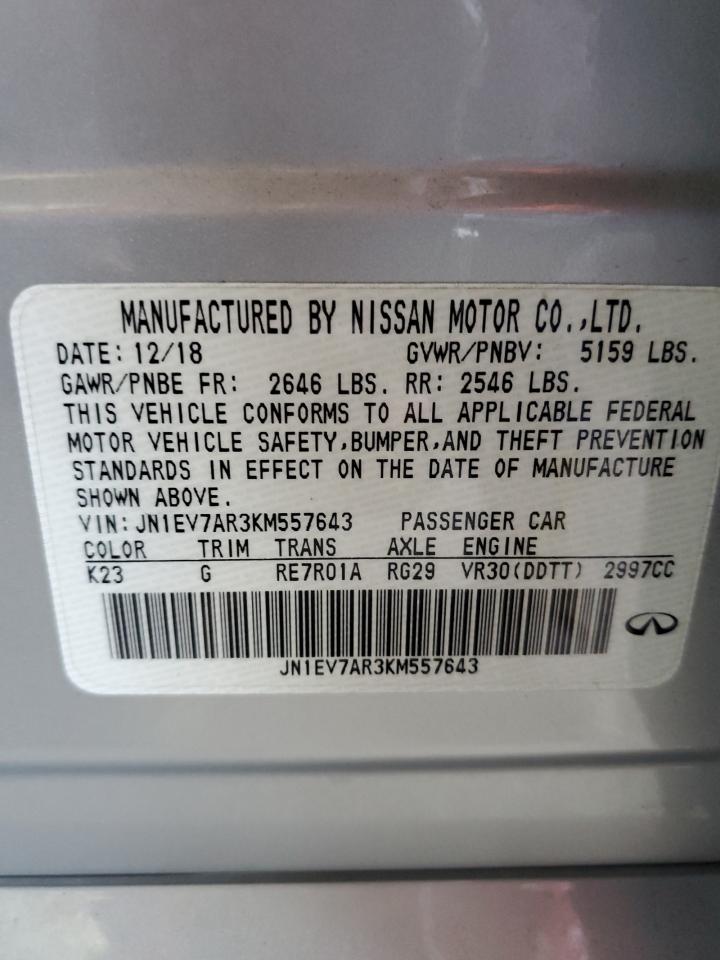 MANUFACTURED BY NISSAN MOTOR CO.,LTD.
DATE: 12/18 GVWR/PNBV: 5159 LBS.
GAWR/PNBE FR: 2646 LBS. RR: 2546 LBS.
THIS VEHICLE CONFORMS TO ALL APPLICABLE FEDERAL
MOTOR VEHICLE SAFETY,BUMPER,AND THEFT PREVENTION
STANDARDS IN EFFECT ON THE DATE OF MANUFACTURE
SHOWN ABOVE.
VIN:JN1EV7AR3KM557643 PASSENGER CAR
COLOR TRIM TRANS AXLE ENGINE
K23 G RE7R01A RG29 VR30(DDTT) 2997CC
JN1EV7AR3KM557643